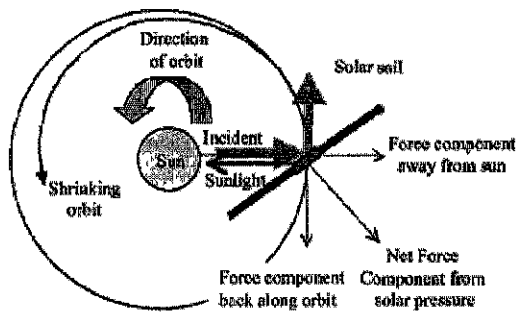 Direction
of orbit
Solar sail
Sun
Incident
Sunlight
Force component
away from sun
Shrinking
orbit
Force component
back along orbit
Net Force
Component from
solar pressure